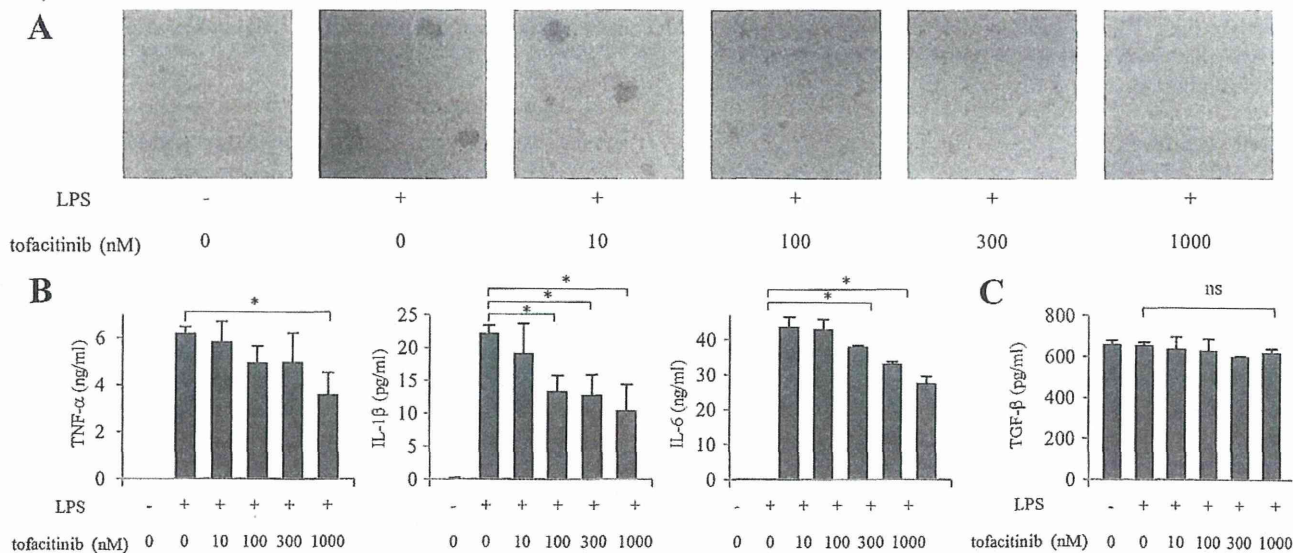 A
LPS - + + + + +
tofacitinib (nM) 0 0 10 100 300 1000
B
*
TNF-α (ng/ml)
6
4
2
0
LPS - + + + + +
tofacitinib (nM) 0 0 10 100 300 1000
*
*
*
IL-1β (pg/ml)
25
20
15
10
5
0
- + + + + +
0 0 10 100 300 1000
*
*
IL-6 (ng/ml)
40
30
20
10
0
- + + + + +
0 0 10 100 300 1000
C
ns
TGF-β (pg/ml)
800
600
400
200
0
LPS - + + + + +
tofacitinib (nM) 0 0 10 100 300 1000